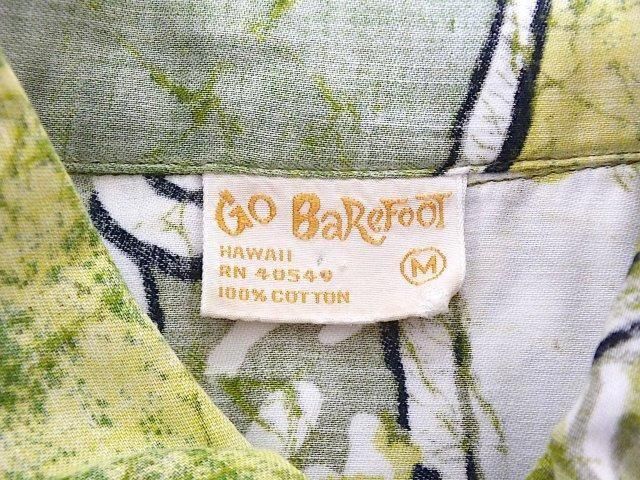 Go BaRefooT
HAWAII
RN 40549
M
100% COTTON